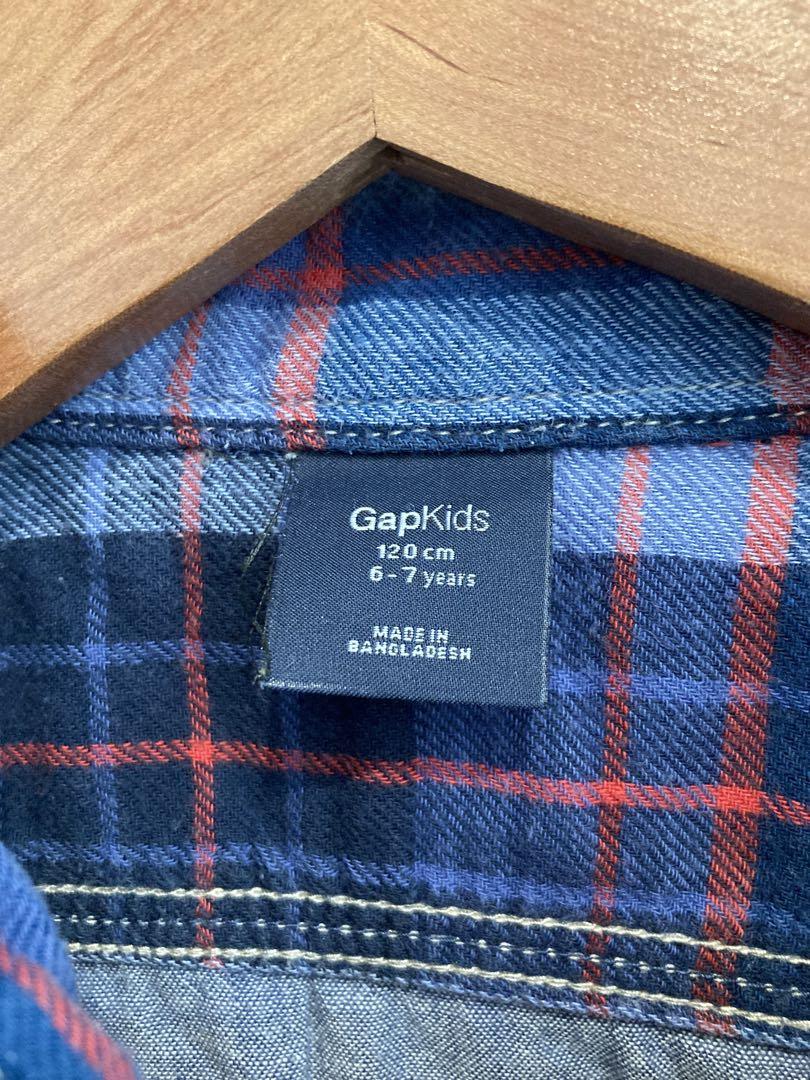 GapKids
120 cm
6-7 years
MADE IN
BANGLADESH